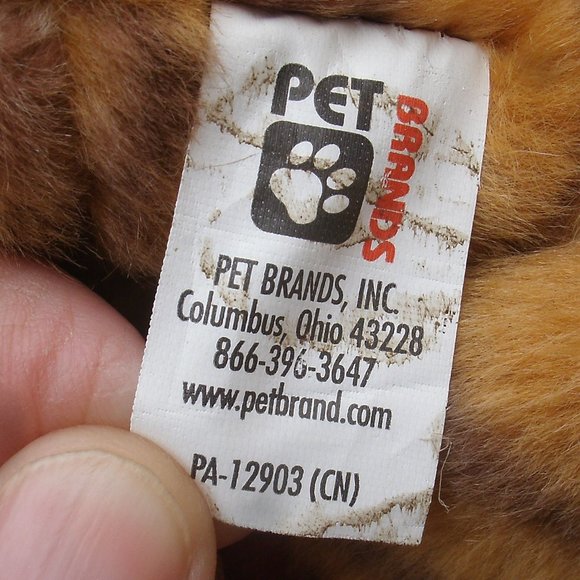 PET
BRANDS
PET BRANDS, INC.
Columbus, Ohio 43228
866-396-3647
www.petbrand.com
PA-12903 (CN)